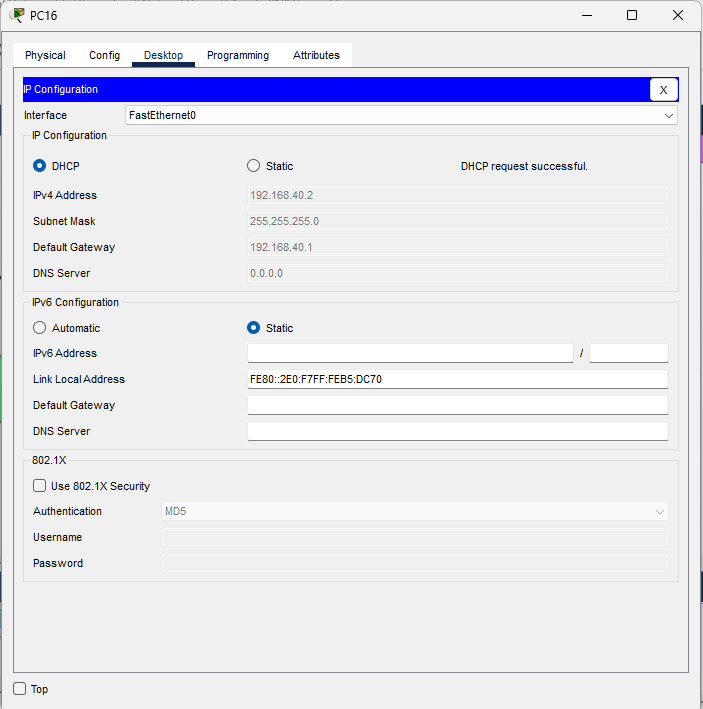 PC16
Physical Config Desktop Programming Attributes
IP Configuration X
Interface FastEthernet0
IP Configuration
DHCP Static DHCP request successful.
IPv4 Address 192.168.40.2
Subnet Mask 255.255.255.0
Default Gateway 192.168.40.1
DNS Server 0.0.0.0
IPv6 Configuration
Automatic Static
IPv6 Address /
Link Local Address FE80::2E0:F7FF:FEB5:DC70
Default Gateway
DNS Server
802.1X
Use 802.1X Security
Authentication MD5
Username
Password
Top